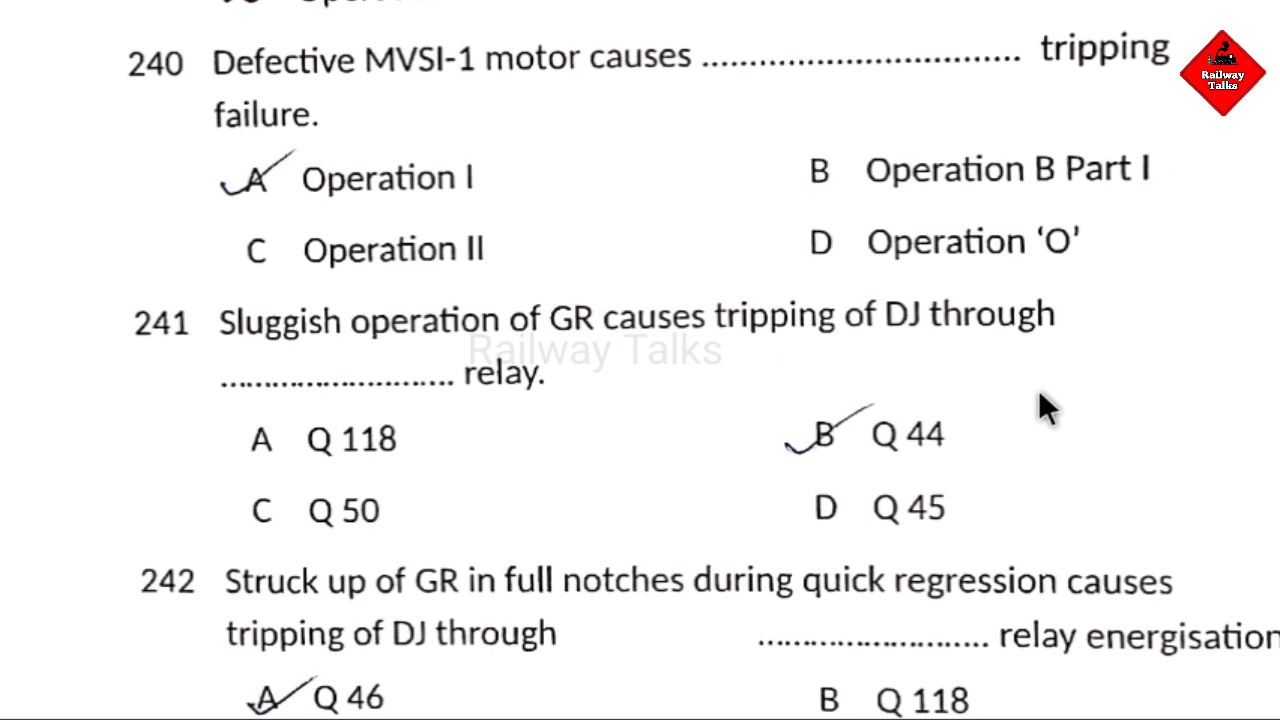 240 Defective MVSI-1 motor causes ................................. tripping
failure.
A Operation I B Operation B Part I
C Operation II D Operation ‘O’
241 Sluggish operation of GR causes tripping of DJ through
........................... relay.
A Q 118 B Q 44
C Q 50 D Q 45
242 Struck up of GR in full notches during quick regression causes
tripping of DJ through ........................... relay energisation
A Q 46 B Q 118
Railway
Talks
Railway Talks